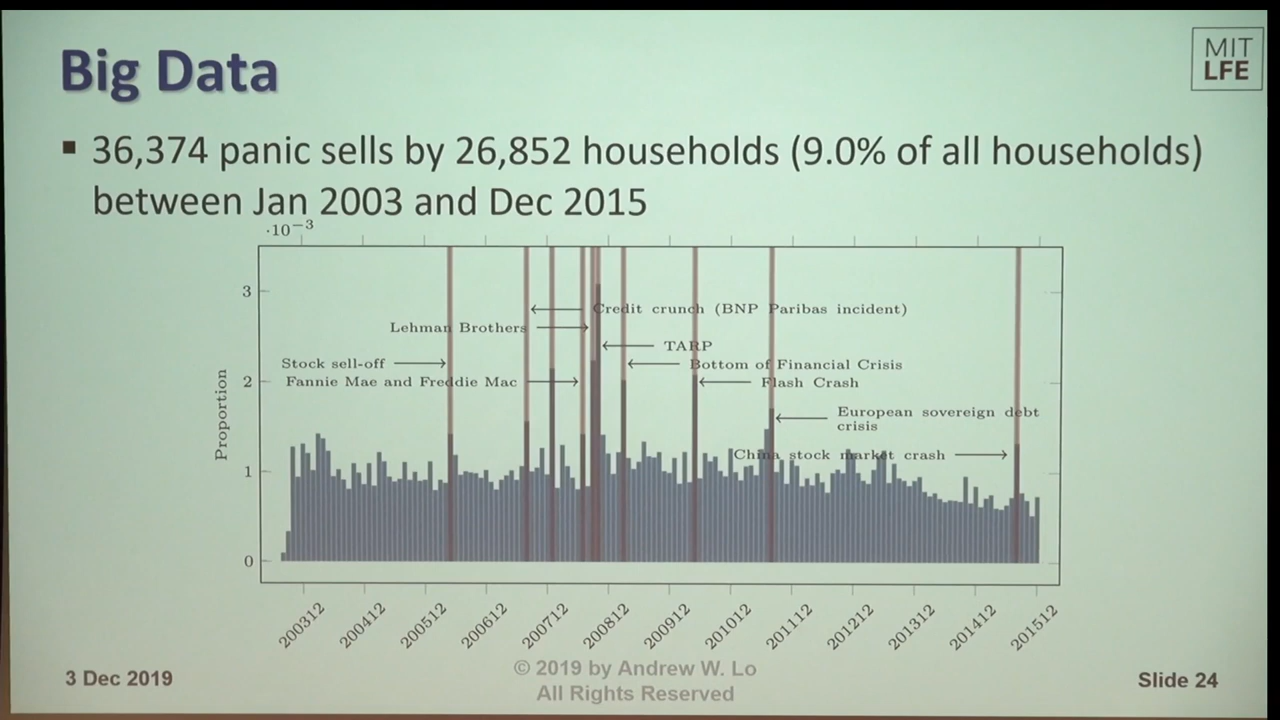 Big Data
MIT
LFE
▪ 36,374 panic sells by 26,852 households (9.0% of all households)
between Jan 2003 and Dec 2015
·10⁻³
3
2
1
0
Proportion
Credit crunch (BNP Paribas incident)
Lehman Brothers
TARP
Stock sell-off
Bottom of Financial Crisis
Fannie Mae and Freddie Mac
Flash Crash
European sovereign debt
crisis
China stock market crash
200312
200412
200512
200612
200712
200812
200912
201012
201112
201212
201312
201412
201512
3 Dec 2019
© 2019 by Andrew W. Lo
All Rights Reserved
Slide 24